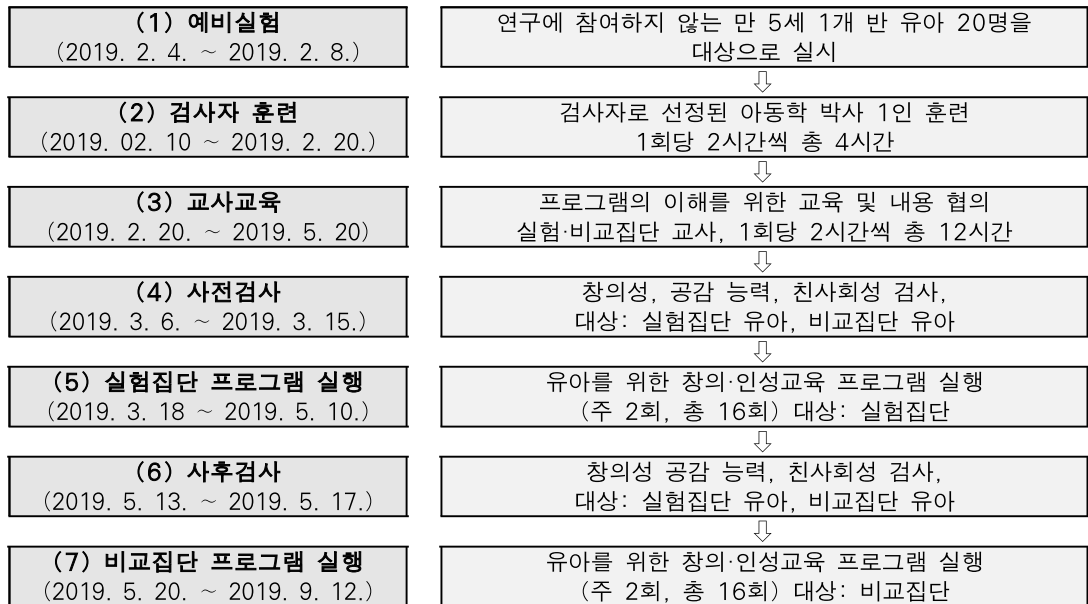 (1) 예비실험
(2019. 2. 4. ~ 2019. 2. 8.)
연구에 참여하지 않는 만 5세 1개 반 유아 20명을
대상으로 실시
(2) 검사자 훈련
(2019. 02. 10 ~ 2019. 2. 20.)
검사자로 선정된 아동학 박사 1인 훈련
1회당 2시간씩 총 4시간
(3) 교사교육
(2019. 2. 20. ~ 2019. 5. 20)
프로그램의 이해를 위한 교육 및 내용 협의
실험·비교집단 교사, 1회당 2시간씩 총 12시간
(4) 사전검사
(2019. 3. 6. ~ 2019. 3. 15.)
창의성, 공감 능력, 친사회성 검사,
대상: 실험집단 유아, 비교집단 유아
(5) 실험집단 프로그램 실행
(2019. 3. 18 ~ 2019. 5. 10.)
유아를 위한 창의·인성교육 프로그램 실행
(주 2회, 총 16회) 대상: 실험집단
(6) 사후검사
(2019. 5. 13. ~ 2019. 5. 17.)
창의성 공감 능력, 친사회성 검사,
대상: 실험집단 유아, 비교집단 유아
(7) 비교집단 프로그램 실행
(2019. 5. 20. ~ 2019. 9. 12.)
유아를 위한 창의·인성교육 프로그램 실행
(주 2회, 총 16회) 대상: 비교집단